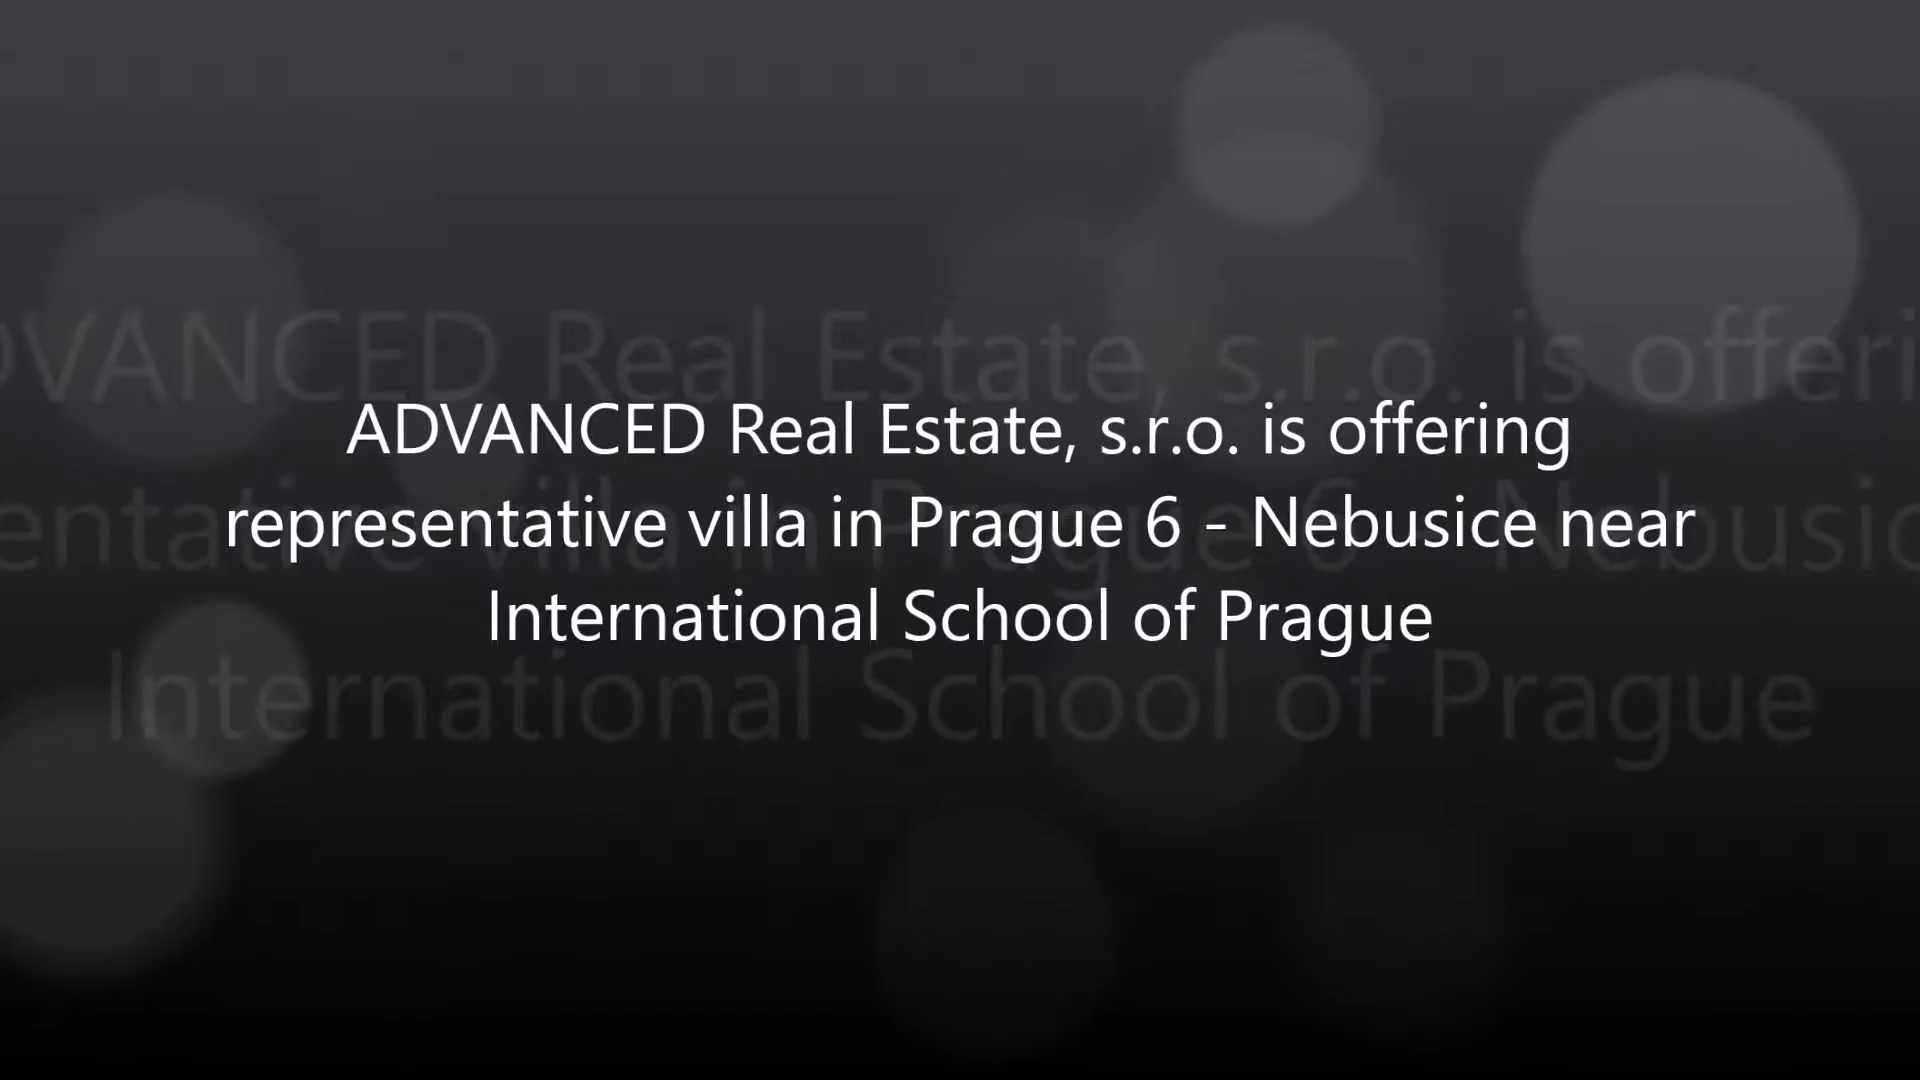 ADVANCED Real Estate, s.r.o. is offering
representative villa in Prague 6 - Nebusice near
International School of Prague